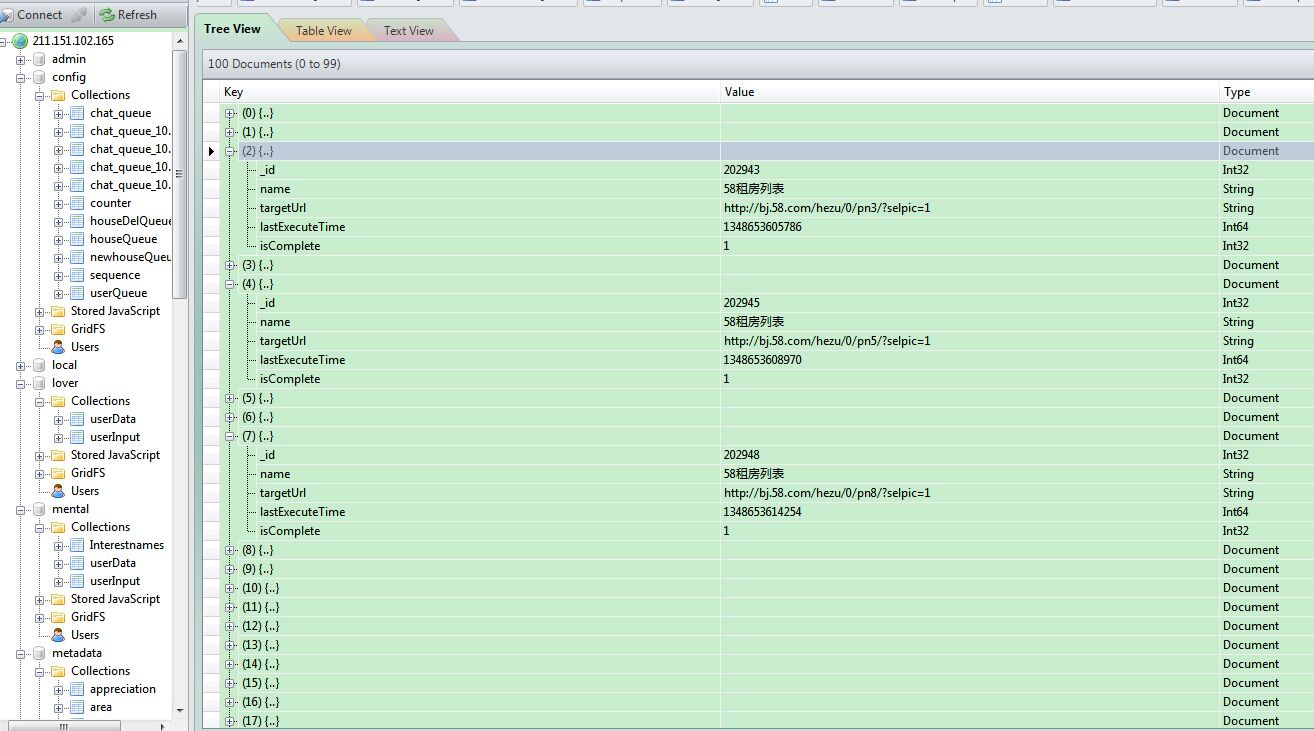 Connect Refresh
211.151.102.165
admin
config
Collections
chat_queue
chat_queue_10.
chat_queue_10.
chat_queue_10.
chat_queue_10.
counter
houseDelQueue
houseQueue
newhouseQueu
sequence
userQueue
Stored JavaScript
GridFS
Users
local
lover
Collections
userData
userInput
Stored JavaScript
GridFS
Users
mental
Collections
Interestnames
userData
userInput
Stored JavaScript
GridFS
Users
metadata
Collections
appreciation
area
Tree View Table View Text View
100 Documents (0 to 99)
Key Value Type
(0) {..} Document
(1) {..} Document
(2) {..} Document
_id 202943 Int32
name 58租房列表 String
targetUrl http://bj.58.com/hezu/0/pn3/?selpic=1 String
lastExecuteTime 1348653605786 Int64
isComplete 1 Int32
(3) {..} Document
(4) {..} Document
_id 202945 Int32
name 58租房列表 String
targetUrl http://bj.58.com/hezu/0/pn5/?selpic=1 String
lastExecuteTime 1348653608970 Int64
isComplete 1 Int32
(5) {..} Document
(6) {..} Document
(7) {..} Document
_id 202948 Int32
name 58租房列表 String
targetUrl http://bj.58.com/hezu/0/pn8/?selpic=1 String
lastExecuteTime 1348653614254 Int64
isComplete 1 Int32
(8) {..} Document
(9) {..} Document
(10) {..} Document
(11) {..} Document
(12) {..} Document
(13) {..} Document
(14) {..} Document
(15) {..} Document
(16) {..} Document
(17) {..} Document